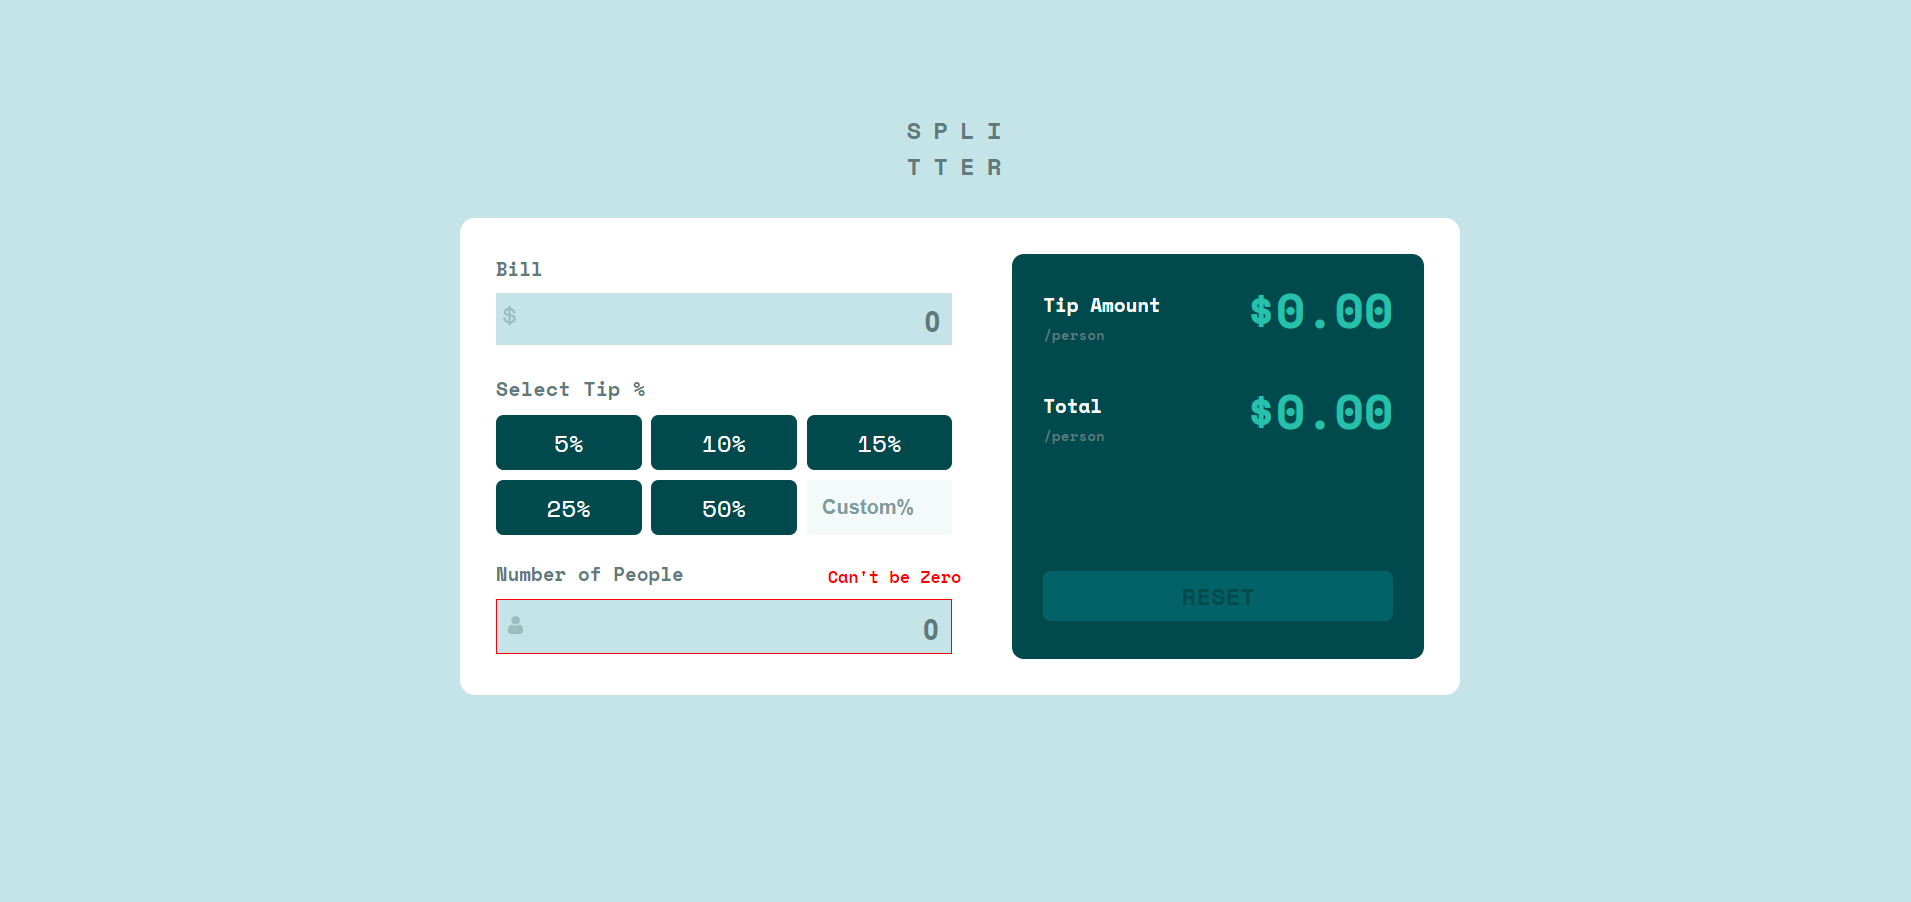 S P L I
T T E R
Bill
$
0
Select Tip %
5%
10%
15%
25%
50%
Custom%
Number of People
Can't be Zero
0
Tip Amount
/person
$0.00
Total
/person
$0.00
RESET